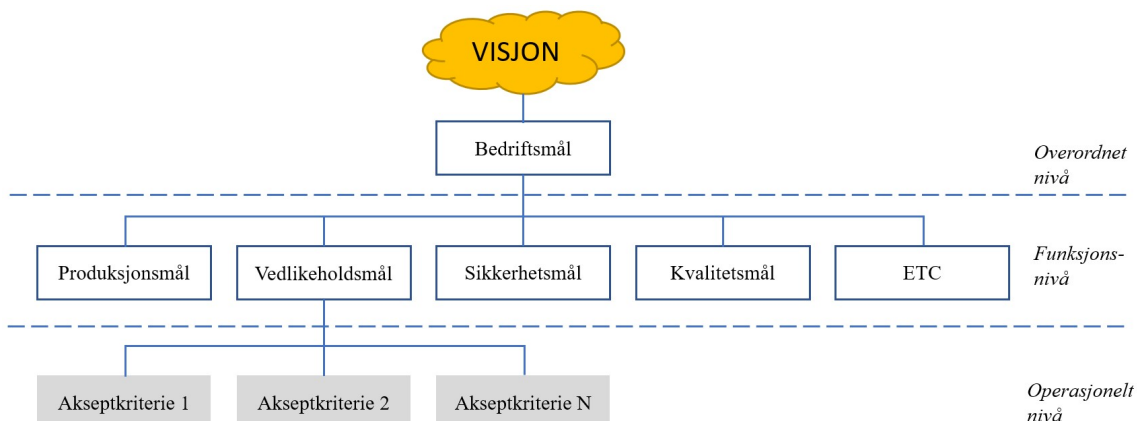 VISJON
Bedriftsmål
Overordnet
nivå
Produksjonsmål
Vedlikeholdsmål
Sikkerhetsmål
Kvalitetsmål
ETC
Funksjons-
nivå
Akseptkriterie 1
Akseptkriterie 2
Akseptkriterie N
Operasjonelt
nivå